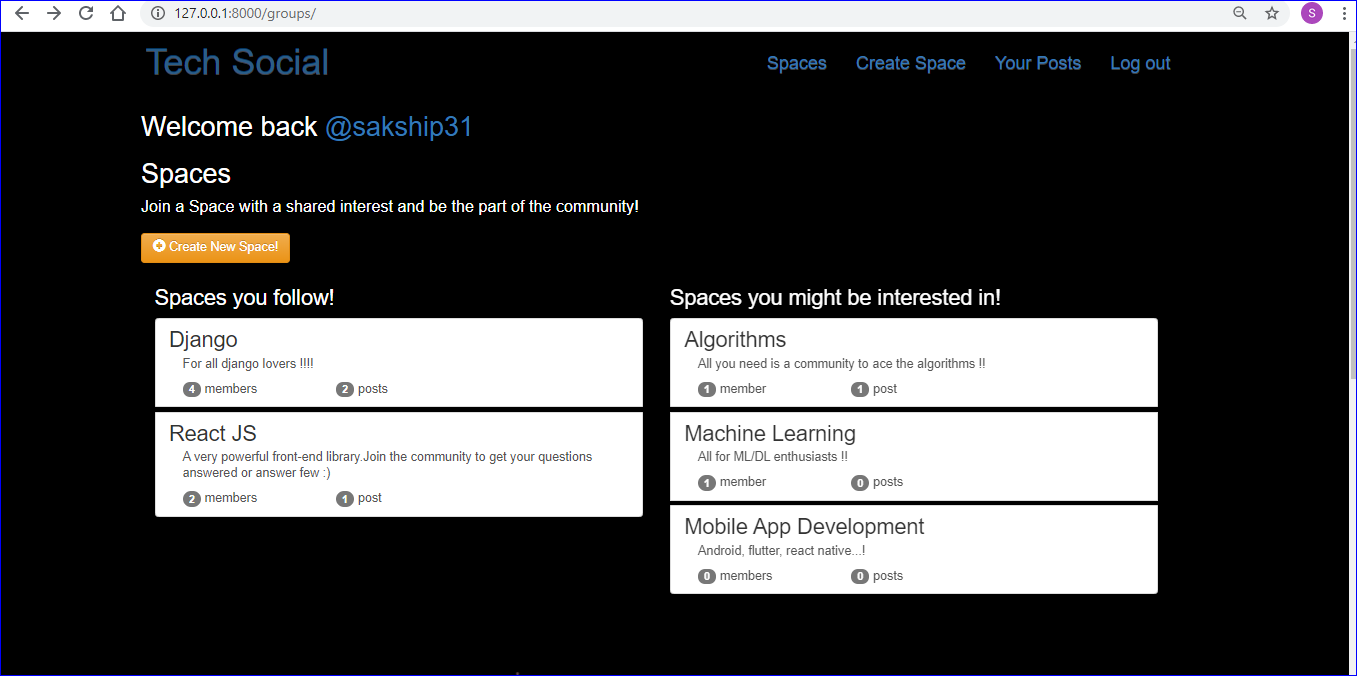 127.0.0.1:8000/groups/
S
Tech Social
Spaces Create Space Your Posts Log out
Welcome back @sakship31
Spaces
Join a Space with a shared interest and be the part of the community!
Create New Space!
Spaces you follow!
Django
For all django lovers !!!!
4 members 2 posts
React JS
A very powerful front-end library.Join the community to get your questions
answered or answer few :)
2 members 1 post
Spaces you might be interested in!
Algorithms
All you need is a community to ace the algorithms !!
1 member 1 post
Machine Learning
All for ML/DL enthusiasts !!
1 member 0 posts
Mobile App Development
Android, flutter, react native...!
0 members 0 posts